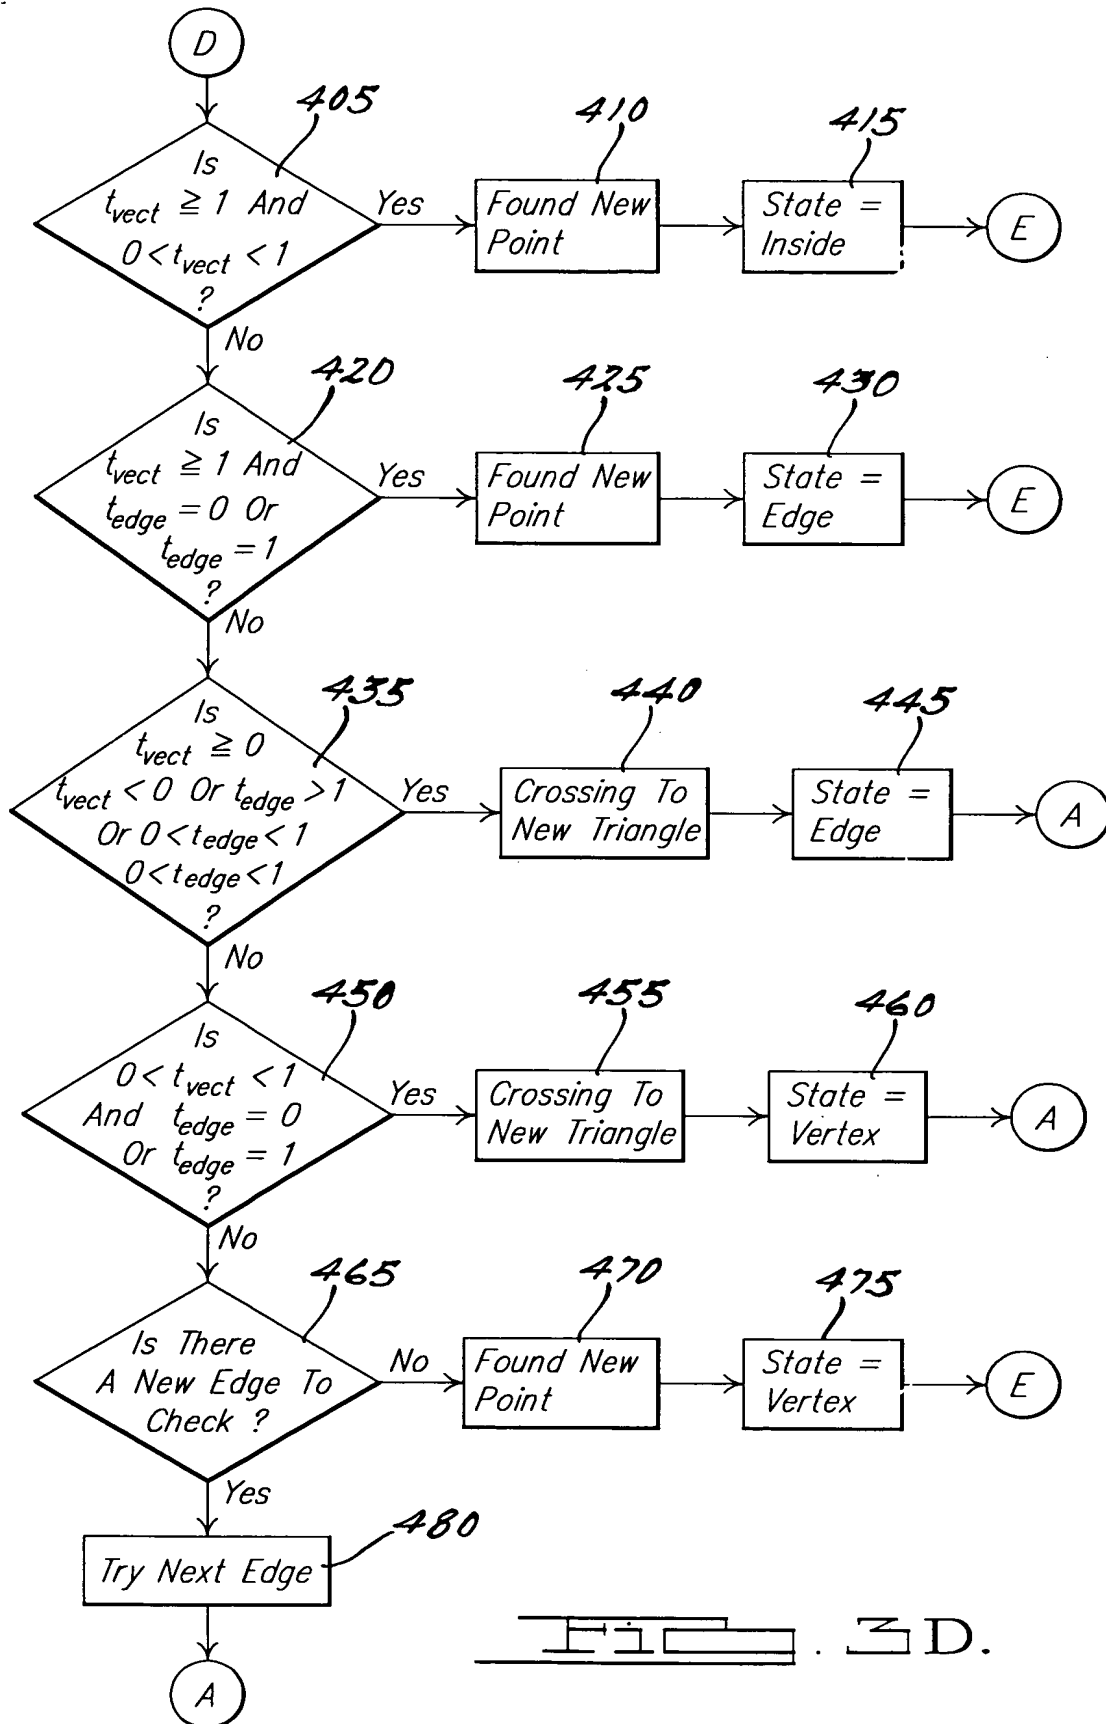 D
405
Is
t_vect ≧ 1 And
0 < t_vect < 1
?
Yes
410
Found New
Point
415
State =
Inside
E
No
420
Is
t_vect ≧ 1 And
t_edge = 0 Or
t_edge = 1
?
Yes
425
Found New
Point
430
State =
Edge
E
No
435
Is
t_vect ≧ 0
t_vect < 0 Or t_edge > 1
Or 0 < t_edge < 1
0 < t_edge < 1
?
Yes
440
Crossing To
New Triangle
445
State =
Edge
A
No
450
Is
0 < t_vect < 1
And t_edge = 0
Or t_edge = 1
?
Yes
455
Crossing To
New Triangle
460
State =
Vertex
A
No
465
Is There
A New Edge To
Check ?
No
470
Found New
Point
475
State =
Vertex
E
Yes
480
Try Next Edge
A
FIG. 3D.